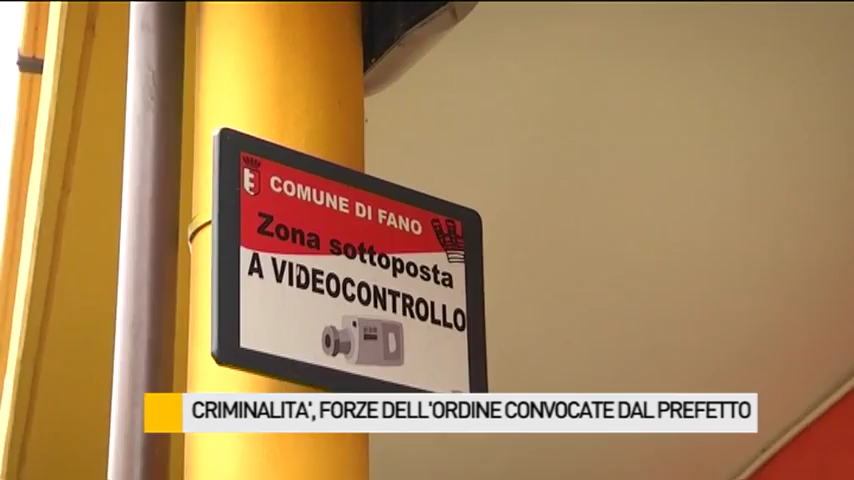 COMUNE DI FANO
Zona sottoposta
A VIDEOCONTROLLO
CRIMINALITA', FORZE DELL'ORDINE CONVOCATE DAL PREFETTO